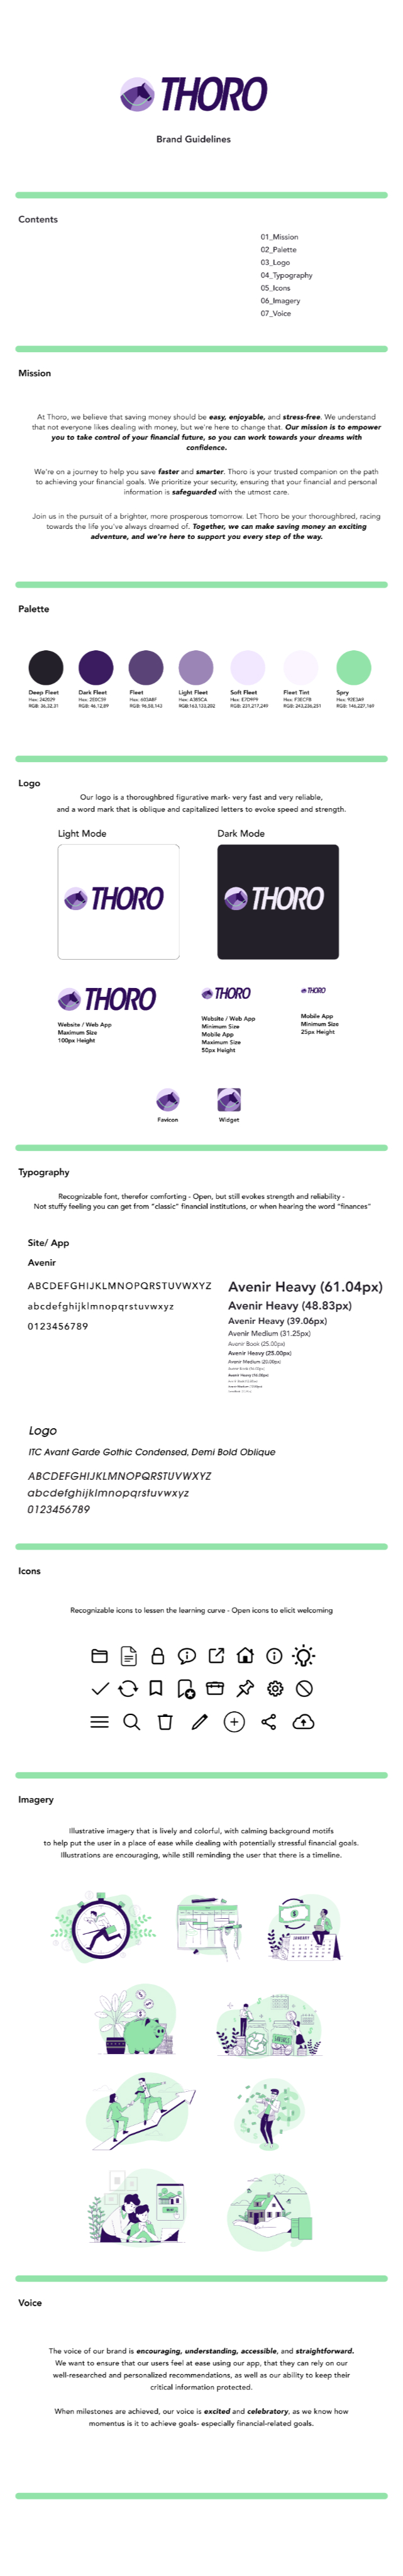 THORO
Brand Guidelines
Contents
01_Mission
02_Palette
03_Logo
04_Typography
05_Icons
06_Imagery
07_Voice
Mission
At Thoro, we believe that saving money should be easy, enjoyable, and stress-free. We understand
that not everyone likes dealing with money, but we're here to change that. Our mission is to empower
you to take control of your financial future, so you can work towards your dreams with
confidence.
We're on a journey to help you save faster and smarter. Thoro is your trusted companion on the path
to achieving your financial goals. We prioritize your security, ensuring that your financial and personal
information is safeguarded with the utmost care.
Join us in the pursuit of a brighter, more prosperous tomorrow. Let Thoro be your thoroughbred, racing
towards the life you've always dreamed of. Together, we can make saving money an exciting
adventure, and we're here to support you every step of the way.
Palette
Deep Fleet
Hex: 242029
RGB: 36,32,31
Dark Fleet
Hex: 2E0C59
RGB: 46,12,89
Fleet
RGB: 96,58,143
Light Fleet
Hex: A385CA
RGB:163,133,202
Soft Fleet
Hex: E7D9F9
RGB: 231,217,249
Fleet Tint
Hex: F3ECFB
RGB: 243,236,251
Spry
Hex: 92E3A9
RGB: 146,227,169
Logo
Our logo is a thoroughbred figurative mark- very fast and very reliable,
and a word mark that is oblique and capitalized letters to evoke speed and strength.
Light Mode
Dark Mode
THORO
THORO
THORO
Website / Web App
Maximum Size
100px Height
THORO
Website / Web App
Minimum Size
Mobile App
Maximum Size
50px Height
THORO
Mobile App
Minimum Size
25px Height
Favicon
Widget
Typography
Recognizable font, therefor comforting - Open, but still evokes strength and reliability -
Not stuffy feeling you can get from "classic" financial institutions, or when hearing the word "finances"
Site/ App
Avenir
ABCDEFGHIJKLMNOPQRSTUVWXYZ
abcdefghijklmnopqrstuvwxyz
0123456789
Avenir Heavy (61.04px)
Avenir Heavy (48.83px)
Avenir Heavy (39.06px)
Avenir Medium (31.25px)
Avenir Book (25.00px)
Avenir Heavy (25.00px)
Avenir Medium (20.00px)
Logo
ITC Avant Garde Gothic Condensed, Demi Bold Oblique
ABCDEFGHIJKLMNOPQRSTUVWXYZ
abcdefghijklmnopqrstuvwxyz
0123456789
Icons
Recognizable icons to lessen the learning curve - Open icons to elicit welcoming
Imagery
Illustrative imagery that is lively and colorful, with calming background motifs
to help put the user in a place of ease while dealing with potentially stressful financial goals.
Illustrations are encouraging, while still reminding the user that there is a timeline.
JANUARY
Voice
The voice of our brand is encouraging, understanding, accessible, and straightforward.
We want to ensure that our users feel at ease using our app, that they can rely on our
well-researched and personalized recommendations, as well as our ability to keep their
critical information protected.
When milestones are achieved, our voice is excited and celebratory, as we know how
momentus is it to achieve goals- especially financial-related goals.